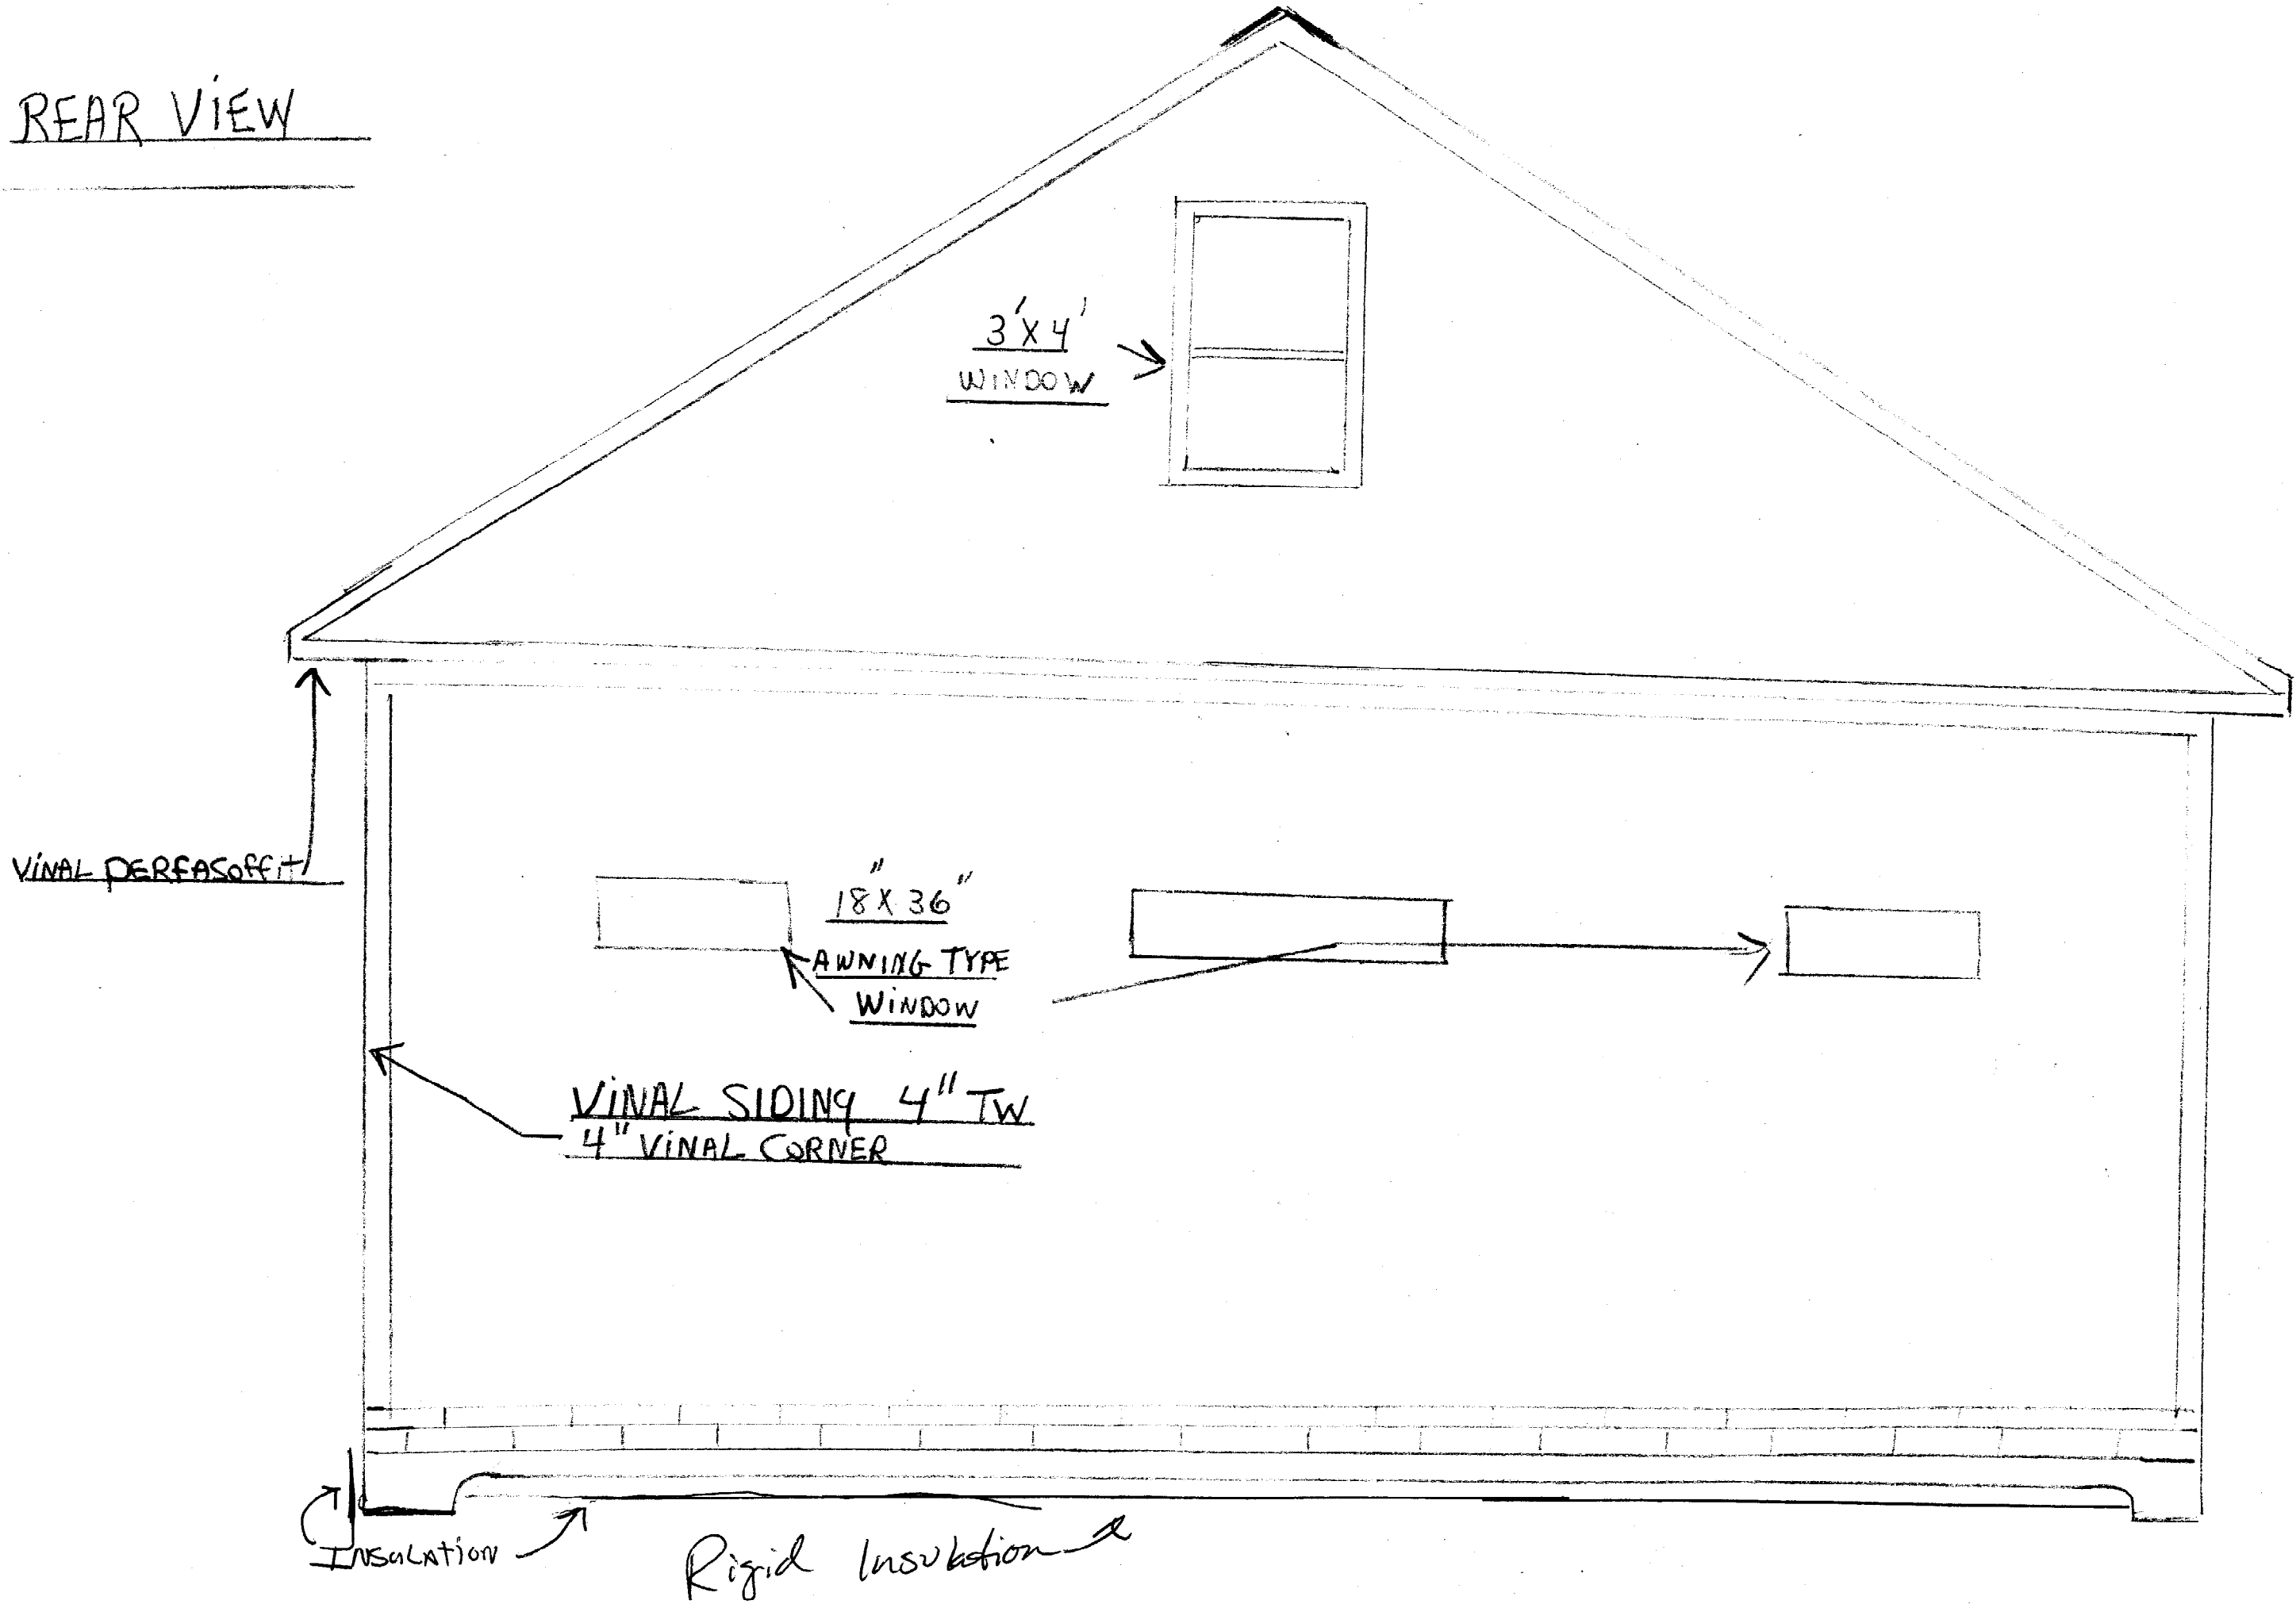 REAR VIEW
3'X4'
WINDOW
VINAL PERFASOFFIT
18"X 36"
AWNING TYPE
WINDOW
VINAL SIDING 4" TW
4" VINAL CORNER
INSULATION
Rigid Insulation